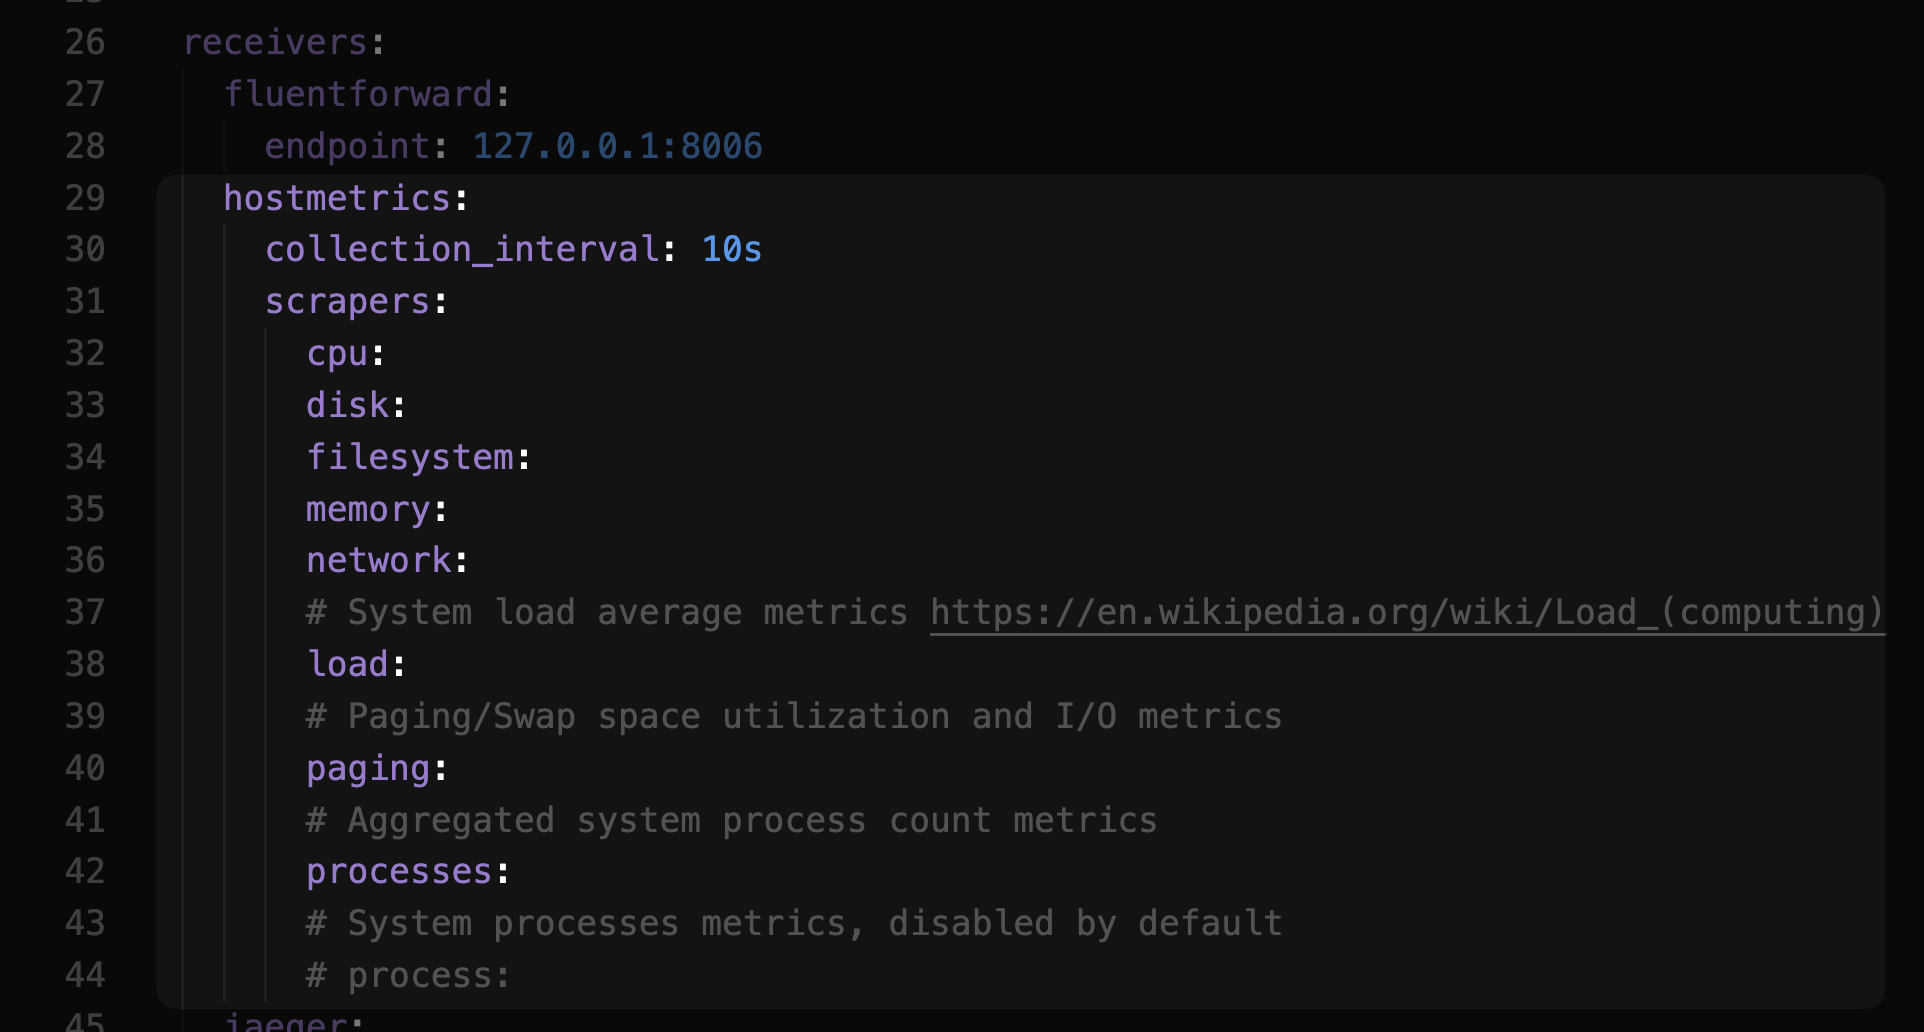 26 receivers:
27 fluentforward:
28 endpoint: 127.0.0.1:8006
29 hostmetrics:
30 collection_interval: 10s
31 scrapers:
32 cpu:
33 disk:
34 filesystem:
35 memory:
36 network:
37 # System load average metrics https://en.wikipedia.org/wiki/Load_(computing)
38 load:
39 # Paging/Swap space utilization and I/O metrics
40 paging:
41 # Aggregated system process count metrics
42 processes:
43 # System processes metrics, disabled by default
44 # process:
45 jaeger: